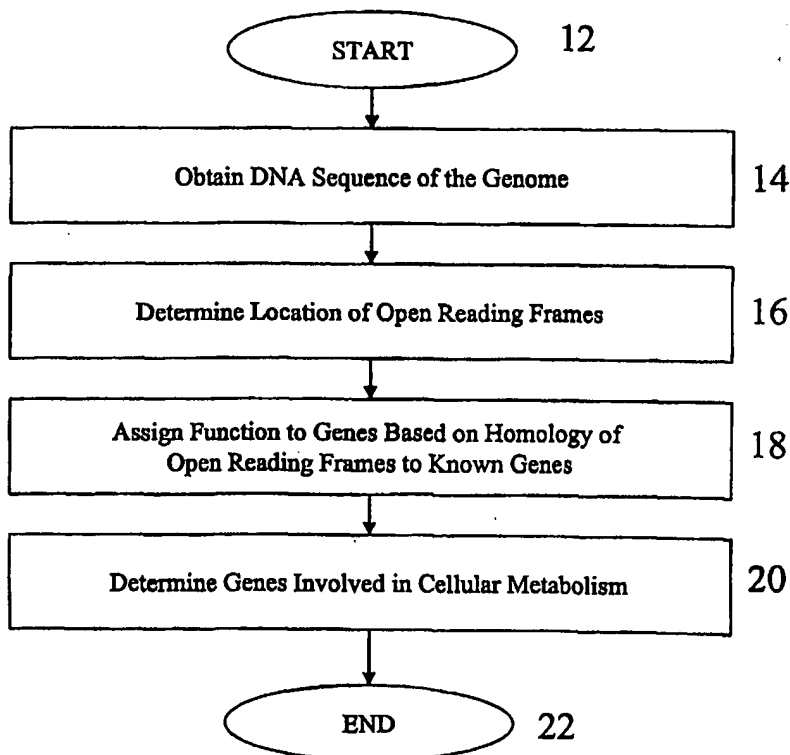 START
12
Obtain DNA Sequence of the Genome
14
Determine Location of Open Reading Frames
16
Assign Function to Genes Based on Homology of
Open Reading Frames to Known Genes
18
Determine Genes Involved in Cellular Metabolism
20
END
22